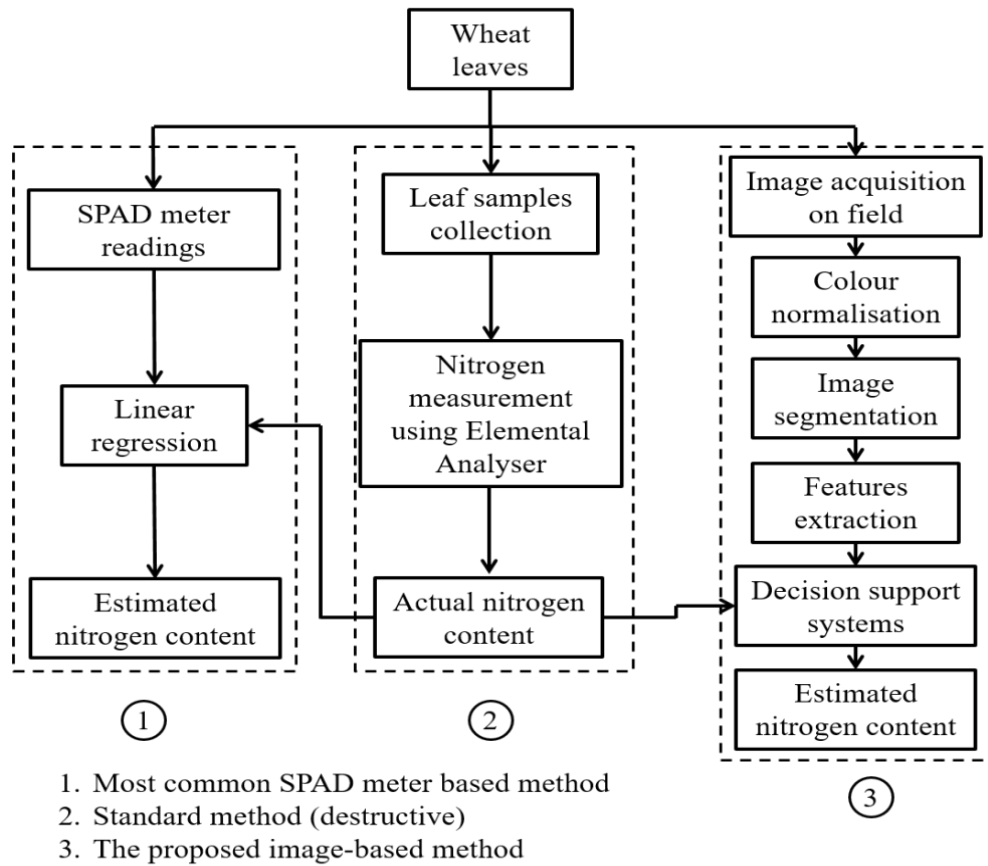 Wheat
leaves
SPAD meter
readings
Linear
regression
Estimated
nitrogen content
1
Leaf samples
collection
Nitrogen
measurement
using Elemental
Analyser
Actual nitrogen
content
2
Image acquisition
on field
Colour
normalisation
Image
segmentation
Features
extraction
Decision support
systems
Estimated
nitrogen content
3
1. Most common SPAD meter based method
2. Standard method (destructive)
3. The proposed image-based method